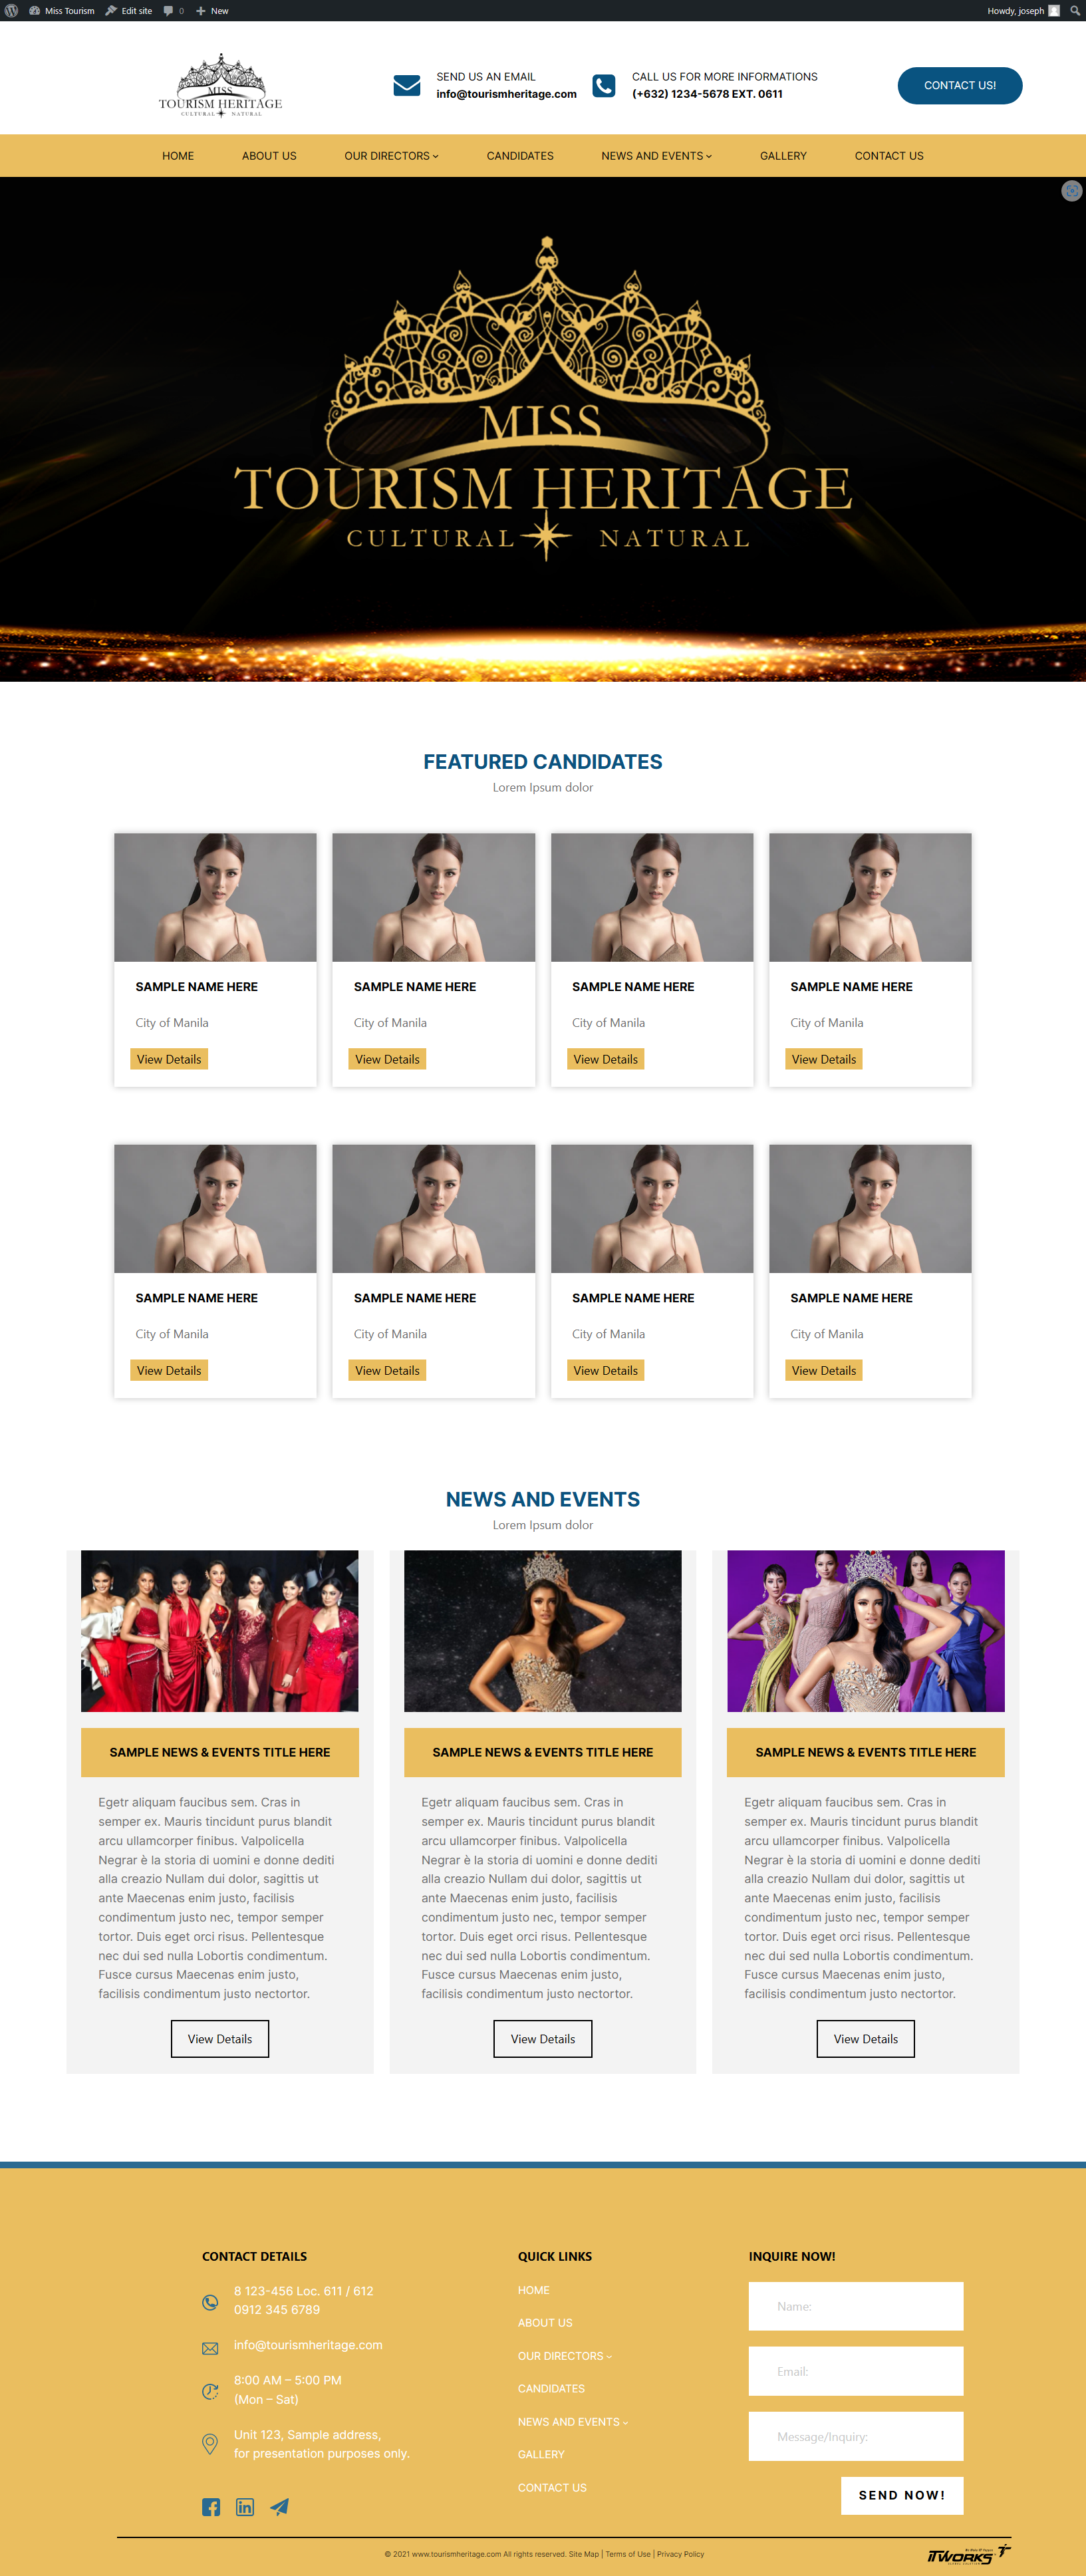 Miss Tourism Edit site 0 New Howdy, joseph
MISS
TOURISM HERITAGE
CULTURAL NATURAL
SEND US AN EMAIL
info@tourismheritage.com
CALL US FOR MORE INFORMATIONS
(+632) 1234-5678 EXT. 0611
CONTACT US!
HOME ABOUT US OUR DIRECTORS CANDIDATES NEWS AND EVENTS GALLERY CONTACT US
MISS
TOURISM HERITAGE
CULTURAL NATURAL
FEATURED CANDIDATES
Lorem Ipsum dolor
SAMPLE NAME HERE SAMPLE NAME HERE SAMPLE NAME HERE SAMPLE NAME HERE
City of Manila City of Manila City of Manila City of Manila
View Details View Details View Details View Details
SAMPLE NAME HERE SAMPLE NAME HERE SAMPLE NAME HERE SAMPLE NAME HERE
City of Manila City of Manila City of Manila City of Manila
View Details View Details View Details View Details
NEWS AND EVENTS
Lorem Ipsum dolor
SAMPLE NEWS & EVENTS TITLE HERE
Egetr aliquam faucibus sem. Cras in
semper ex. Mauris tincidunt purus blandit
arcu ullamcorper finibus. Valpolicella
Negrar è la storia di uomini e donne dediti
alla creazio Nullam dui dolor, sagittis ut
ante Maecenas enim justo, facilisis
condimentum justo nec, tempor semper
tortor. Duis eget orci risus. Pellentesque
nec dui sed nulla Lobortis condimentum.
Fusce cursus Maecenas enim justo,
facilisis condimentum justo nectortor.
View Details
SAMPLE NEWS & EVENTS TITLE HERE
Egetr aliquam faucibus sem. Cras in
semper ex. Mauris tincidunt purus blandit
arcu ullamcorper finibus. Valpolicella
Negrar è la storia di uomini e donne dediti
alla creazio Nullam dui dolor, sagittis ut
ante Maecenas enim justo, facilisis
condimentum justo nec, tempor semper
tortor. Duis eget orci risus. Pellentesque
nec dui sed nulla Lobortis condimentum.
Fusce cursus Maecenas enim justo,
facilisis condimentum justo nectortor.
View Details
SAMPLE NEWS & EVENTS TITLE HERE
Egetr aliquam faucibus sem. Cras in
semper ex. Mauris tincidunt purus blandit
arcu ullamcorper finibus. Valpolicella
Negrar è la storia di uomini e donne dediti
alla creazio Nullam dui dolor, sagittis ut
ante Maecenas enim justo, facilisis
condimentum justo nec, tempor semper
tortor. Duis eget orci risus. Pellentesque
nec dui sed nulla Lobortis condimentum.
Fusce cursus Maecenas enim justo,
facilisis condimentum justo nectortor.
View Details
CONTACT DETAILS
8 123-456 Loc. 611 / 612
0912 345 6789
info@tourismheritage.com
8:00 AM – 5:00 PM
(Mon – Sat)
Unit 123, Sample address,
for presentation purposes only.
QUICK LINKS
HOME
ABOUT US
OUR DIRECTORS
CANDIDATES
NEWS AND EVENTS
GALLERY
CONTACT US
INQUIRE NOW!
Name:
Email:
Message/Inquiry:
SEND NOW!
© 2021 www.tourismheritage.com All rights reserved. Site Map | Terms of Use | Privacy Policy
iTWORKS